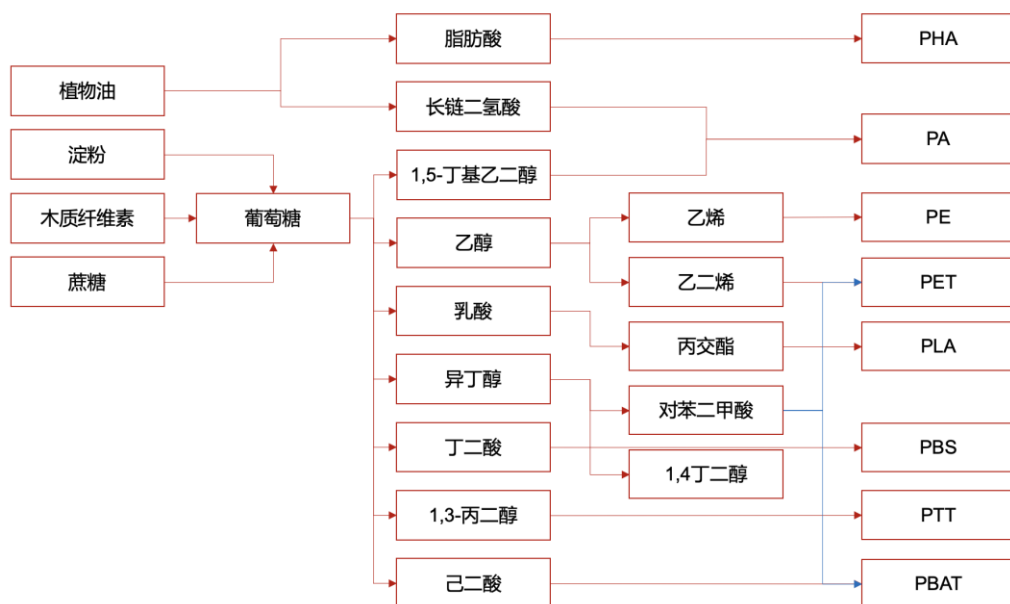 植物油
淀粉
木质纤维素
蔗糖
葡萄糖
脂肪酸
长链二氢酸
1,5-丁基乙二醇
乙醇
乳酸
异丁醇
丁二酸
1,3-丙二醇
己二酸
乙烯
乙二烯
丙交酯
对苯二甲酸
1,4丁二醇
PHA
PA
PE
PET
PLA
PBS
PTT
PBAT